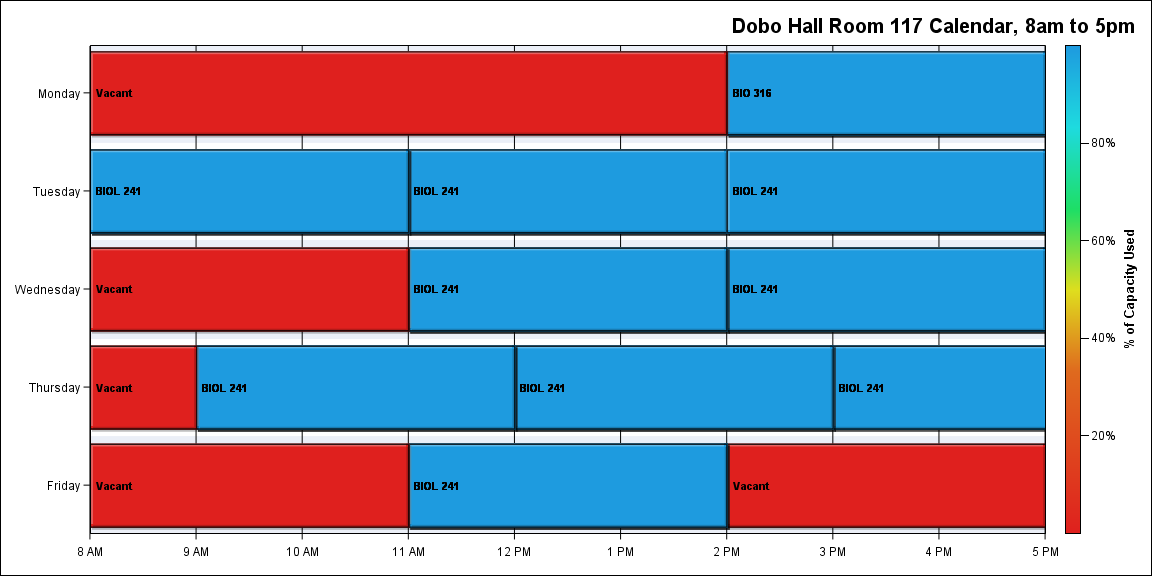 Dobo Hall Room 117 Calendar, 8am to 5pm
Monday
Vacant
BIO 316
80%
Tuesday
BIOL 241
BIOL 241
BIOL 241
60%
% of Capacity Used
Wednesday
Vacant
BIOL 241
BIOL 241
40%
Thursday
Vacant
BIOL 241
BIOL 241
BIOL 241
20%
Friday
Vacant
BIOL 241
Vacant
8 AM
9 AM
10 AM
11 AM
12 PM
1 PM
2 PM
3 PM
4 PM
5 PM